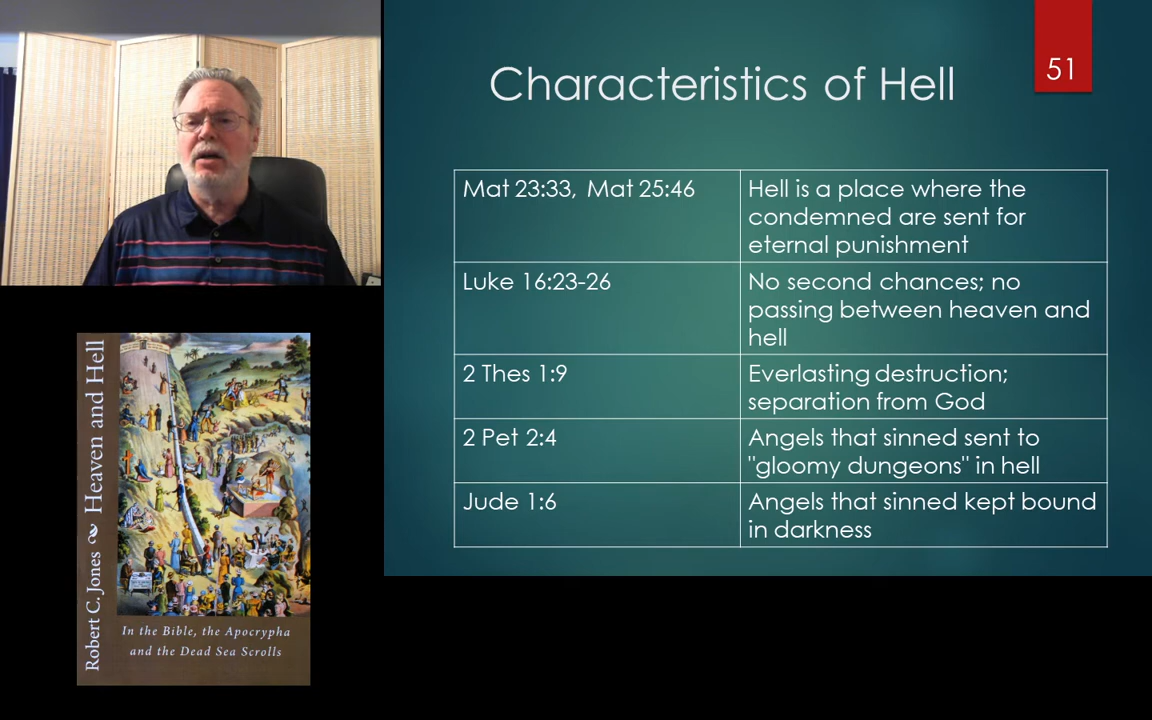 Characteristics of Hell
51
Mat 23:33, Mat 25:46
Hell is a place where the
condemned are sent for
eternal punishment
Luke 16:23-26
No second chances; no
passing between heaven and
hell
2 Thes 1:9
Everlasting destruction;
separation from God
2 Pet 2:4
Angels that sinned sent to
"gloomy dungeons" in hell
Jude 1:6
Angels that sinned kept bound
in darkness
Robert C. Jones Heaven and Hell
In the Bible, the Apocrypha
and the Dead Sea Scrolls